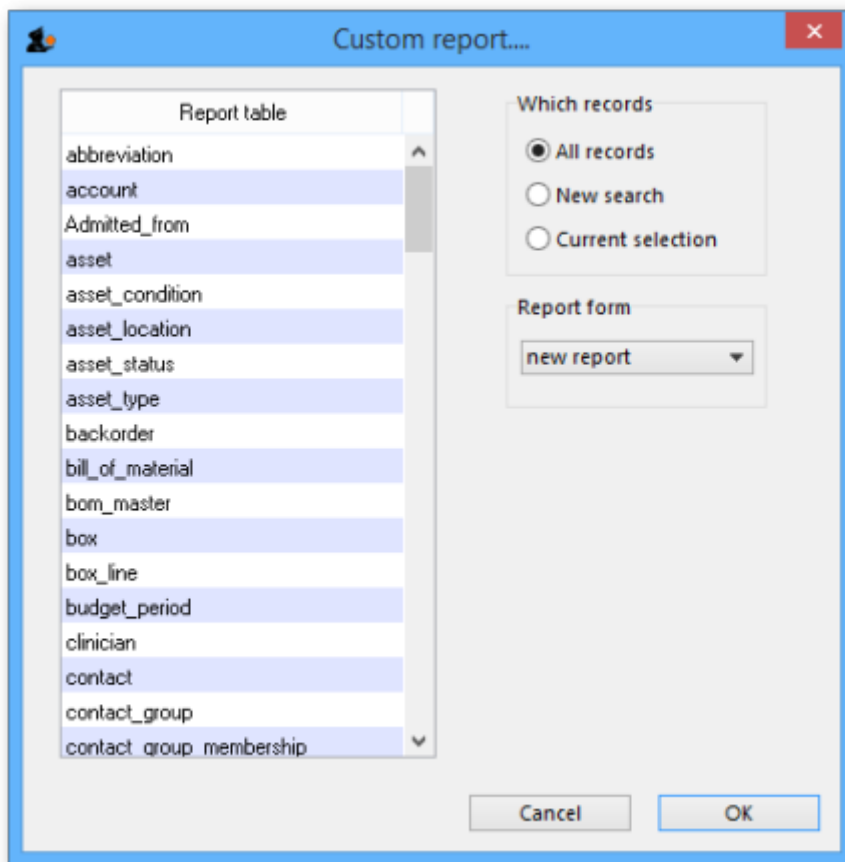 Custom report....
Report table
abbreviation
account
Admitted_from
asset
asset_condition
asset_location
asset_status
asset_type
backorder
bill_of_material
bom_master
box
box_line
budget_period
clinician
contact
contact_group
contact_group_membership
Which records
All records
New search
Current selection
Report form
new report
Cancel
OK